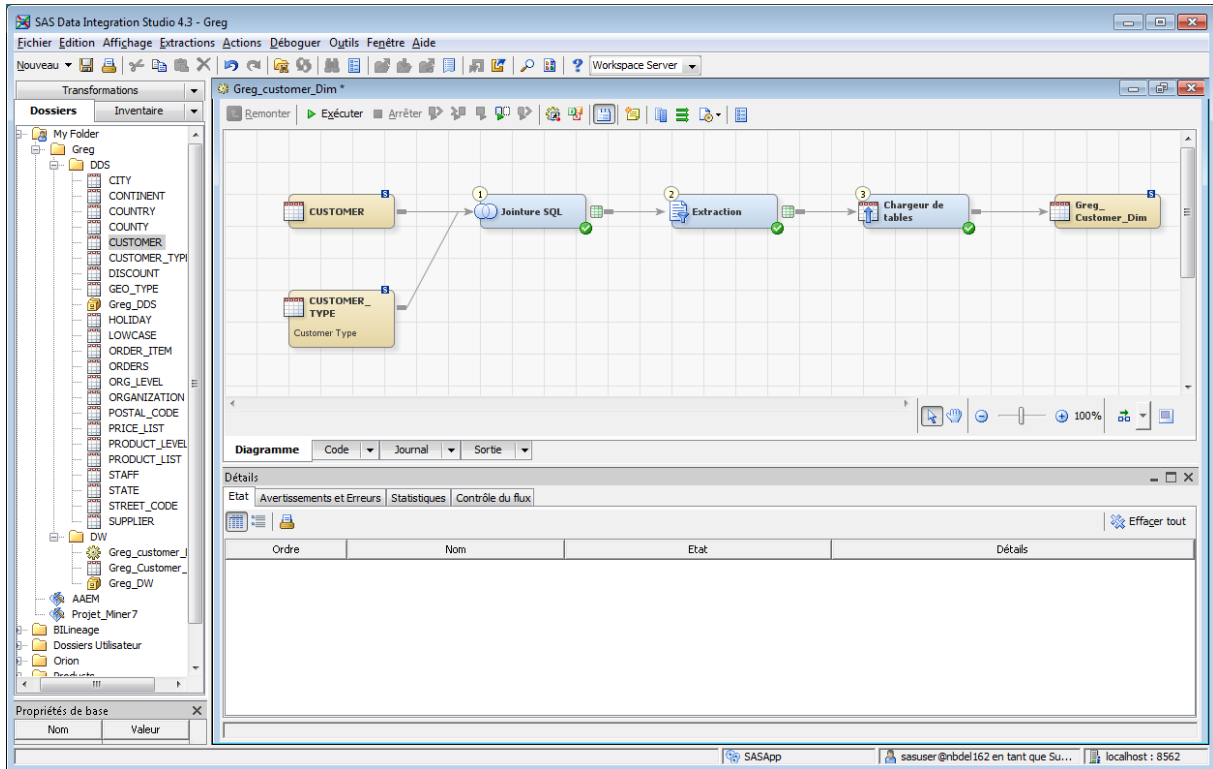 SAS Data Integration Studio 4.3 - Greg
Fichier Edition Affichage Extractions Actions Déboguer Outils Fenêtre Aide
Nouveau Workspace Server
Transformations
Dossiers Inventaire
My Folder
Greg
DDS
CITY
CONTINENT
COUNTRY
COUNTY
CUSTOMER
CUSTOMER_TYP
DISCOUNT
GEO_TYPE
Greg_DDS
HOLIDAY
LOWCASE
ORDER_ITEM
ORDERS
ORG_LEVEL
ORGANIZATION
POSTAL_CODE
PRICE_LIST
PRODUCT_LEVEL
PRODUCT_LIST
STAFF
STATE
STREET_CODE
SUPPLIER
DW
Greg_customer_
Greg_Customer_
Greg_DW
AAEM
Projet_Miner7
BILineage
Dossiers Utilisateur
Orion
Propriétés de base
Nom Valeur
Greg_customer_Dim *
Remonter Exécuter Arrêter
CUSTOMER
1
Jointure SQL
2
Extraction
3
Chargeur de
tables
Greg_
Customer_Dim
CUSTOMER_
TYPE
Customer Type
100%
Diagramme Code Journal Sortie
Détails
Etat Avertissements et Erreurs Statistiques Contrôle du flux
Effacer tout
Ordre Nom Etat Détails
SASApp sasuser@nbdel162 en tant que Su... localhost : 8562